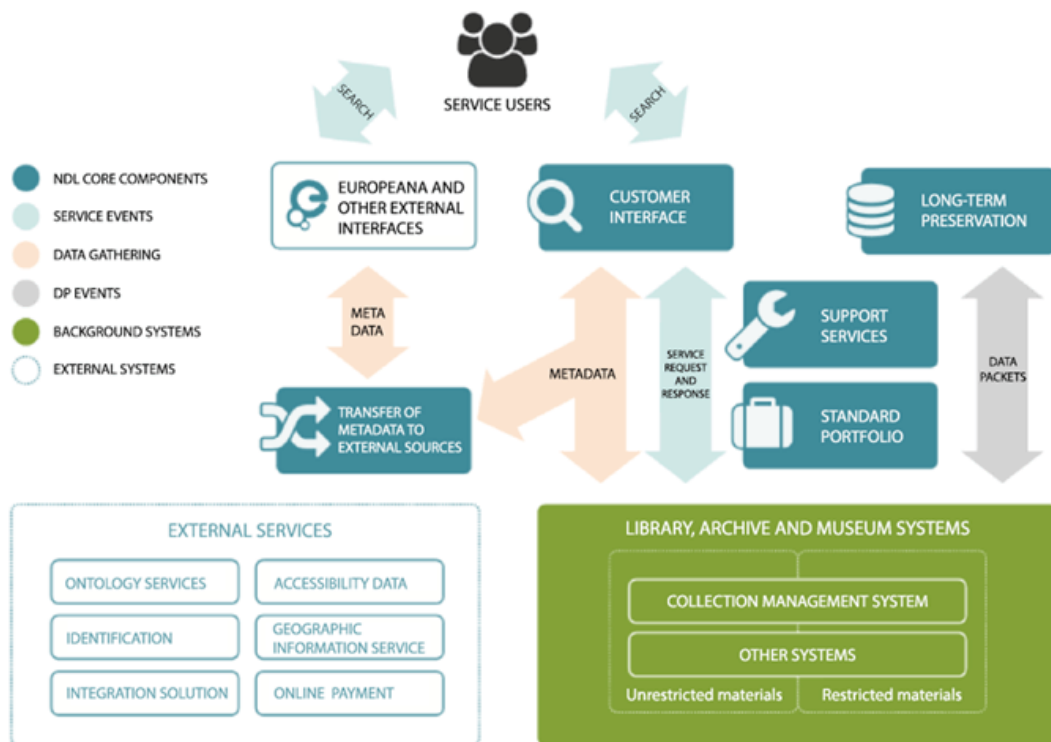 SERVICE USERS
SEARCH
SEARCH
NDL CORE COMPONENTS
SERVICE EVENTS
DATA GATHERING
DP EVENTS
BACKGROUND SYSTEMS
EXTERNAL SYSTEMS
EUROPEANA AND
OTHER EXTERNAL
INTERFACES
CUSTOMER
INTERFACE
LONG-TERM
PRESERVATION
META
DATA
METADATA
SERVICE
REQUEST
AND
RESPONSE
SUPPORT
SERVICES
STANDARD
PORTFOLIO
DATA
PACKETS
TRANSFER OF
METADATA TO
EXTERNAL SOURCES
EXTERNAL SERVICES
ONTOLOGY SERVICES
ACCESSIBILITY DATA
IDENTIFICATION
GEOGRAPHIC
INFORMATION SERVICE
INTEGRATION SOLUTION
ONLINE PAYMENT
LIBRARY, ARCHIVE AND MUSEUM SYSTEMS
COLLECTION MANAGEMENT SYSTEM
OTHER SYSTEMS
Unrestricted materials
Restricted materials